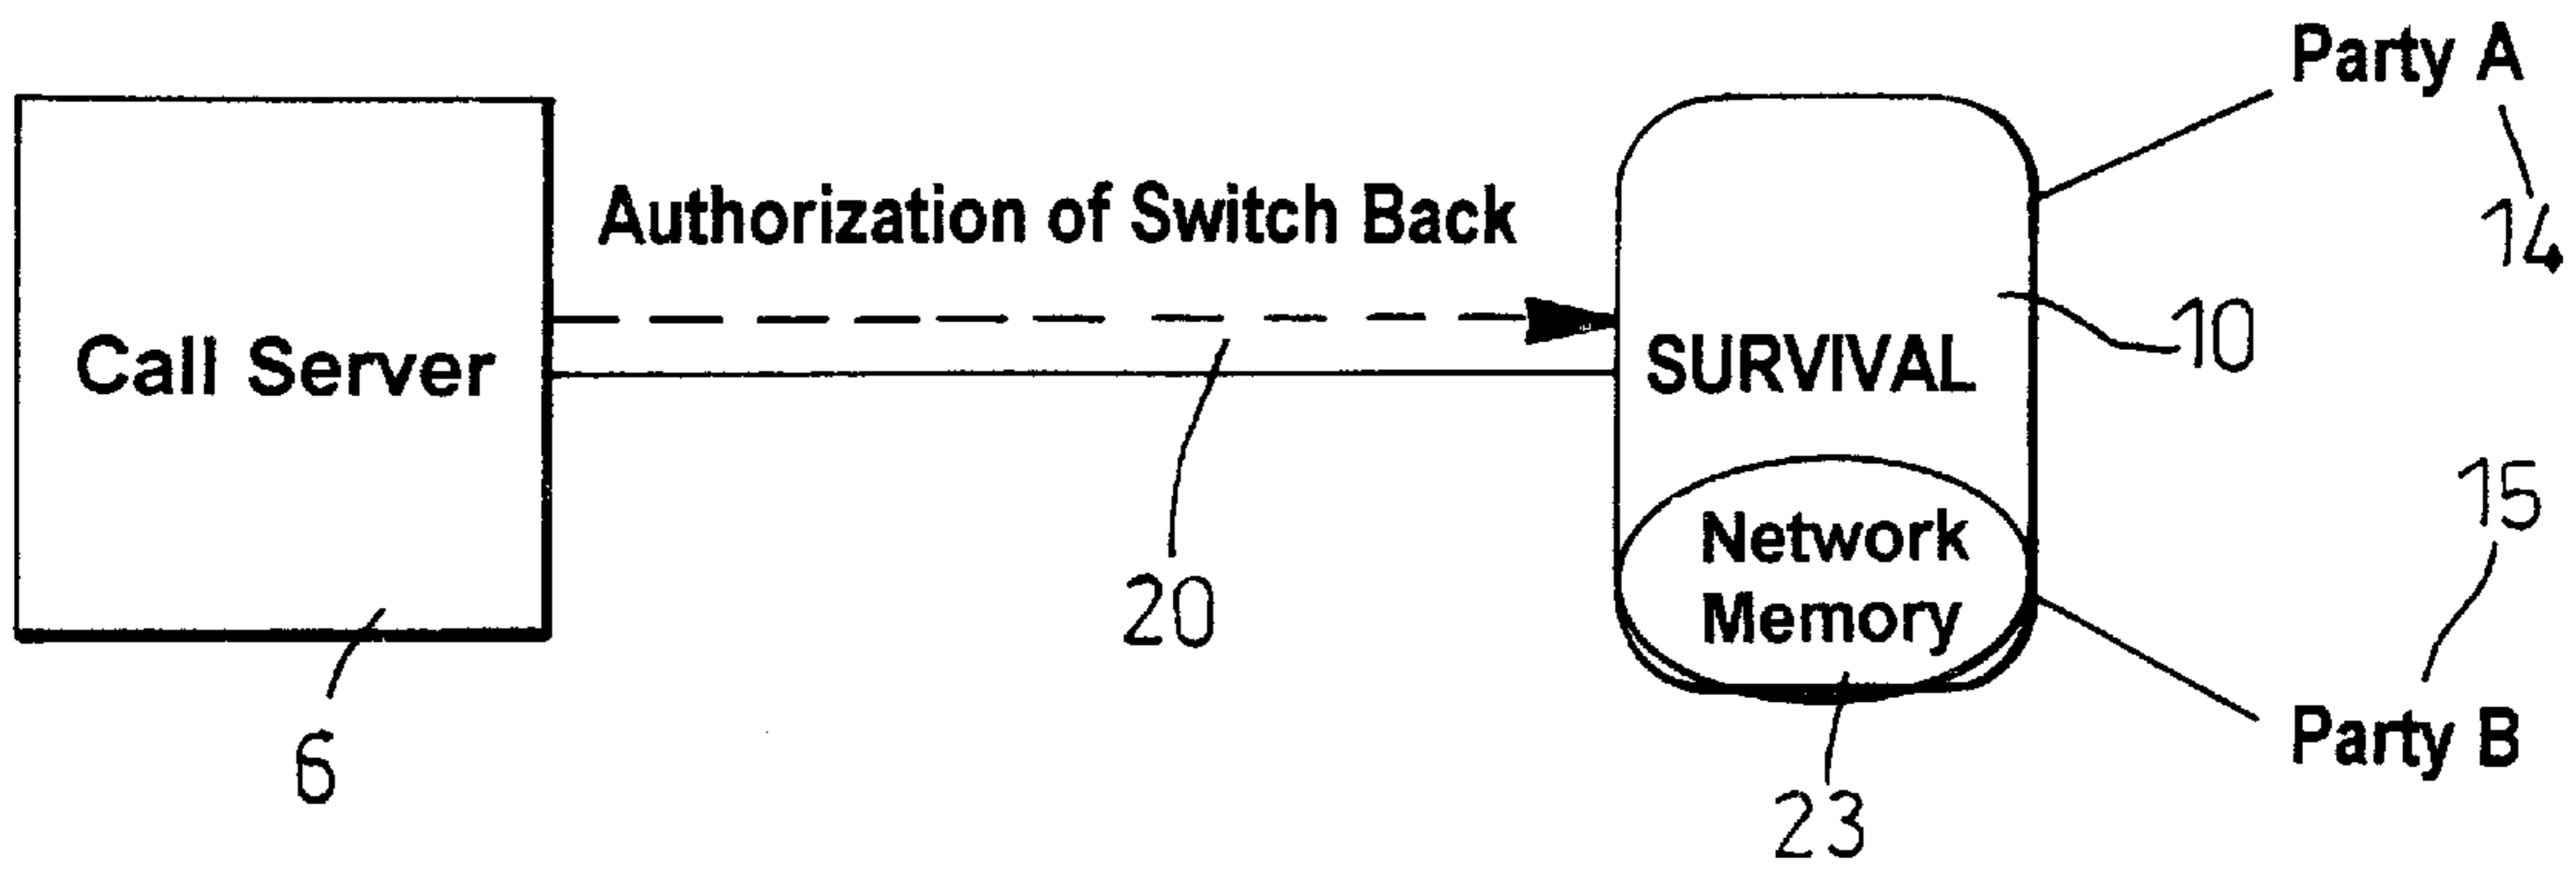 Party A
14
Authorization of Switch Back
10
Call Server
SURVIVAL
15
Network
Memory
20
Party B
6
23